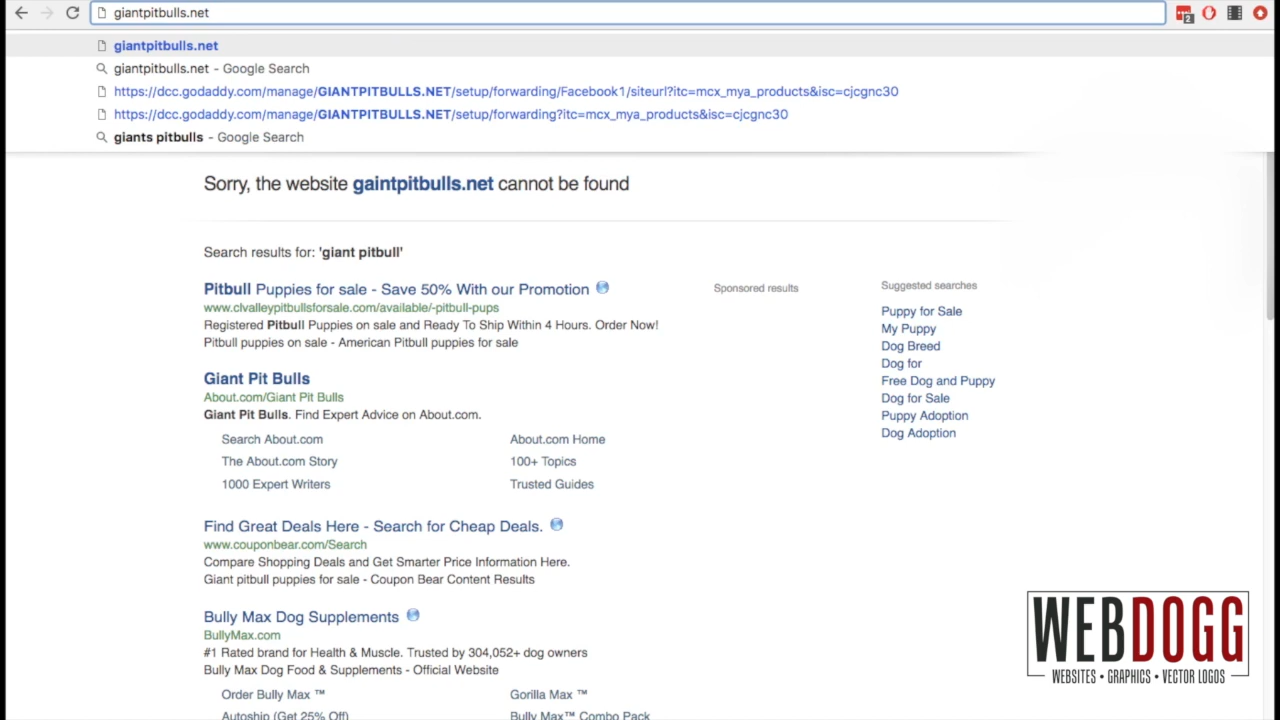 giantpitbulls.net
2
giantpitbulls.net
giantpitbulls.net - Google Search
https://dcc.godaddy.com/manage/GIANTPITBULLS.NET/setup/forwarding/Facebook1/siteurl?itc=mcx_mya_products&isc=cjcgnc30
https://dcc.godaddy.com/manage/GIANTPITBULLS.NET/setup/forwarding?itc=mcx_mya_products&isc=cjcgnc30
giants pitbulls - Google Search
Sorry, the website gaintpitbulls.net cannot be found
Search results for: 'giant pitbull'
Pitbull Puppies for sale - Save 50% With our Promotion
www.clvalleypitbullsforsale.com/available/-pitbull-pups
Registered Pitbull Puppies on sale and Ready To Ship Within 4 Hours. Order Now!
Pitbull puppies on sale - American Pitbull puppies for sale
Giant Pit Bulls
About.com/Giant Pit Bulls
Giant Pit Bulls. Find Expert Advice on About.com.
Search About.com About.com Home
The About.com Story 100+ Topics
1000 Expert Writers Trusted Guides
Find Great Deals Here - Search for Cheap Deals.
www.couponbear.com/Search
Compare Shopping Deals and Get Smarter Price Information Here.
Giant pitbull puppies for sale - Coupon Bear Content Results
Bully Max Dog Supplements
BullyMax.com
#1 Rated brand for Health & Muscle. Trusted by 304,052+ dog owners
Bully Max Dog Food & Supplements - Official Website
Order Bully Max ™ Gorilla Max ™
Autoship (Get 25% Off) Bully Max™ Combo Pack
Sponsored results
Suggested searches
Puppy for Sale
My Puppy
Dog Breed
Dog for
Free Dog and Puppy
Dog for Sale
Puppy Adoption
Dog Adoption
WEBDOGG
WEBSITES • GRAPHICS • VECTOR LOGOS